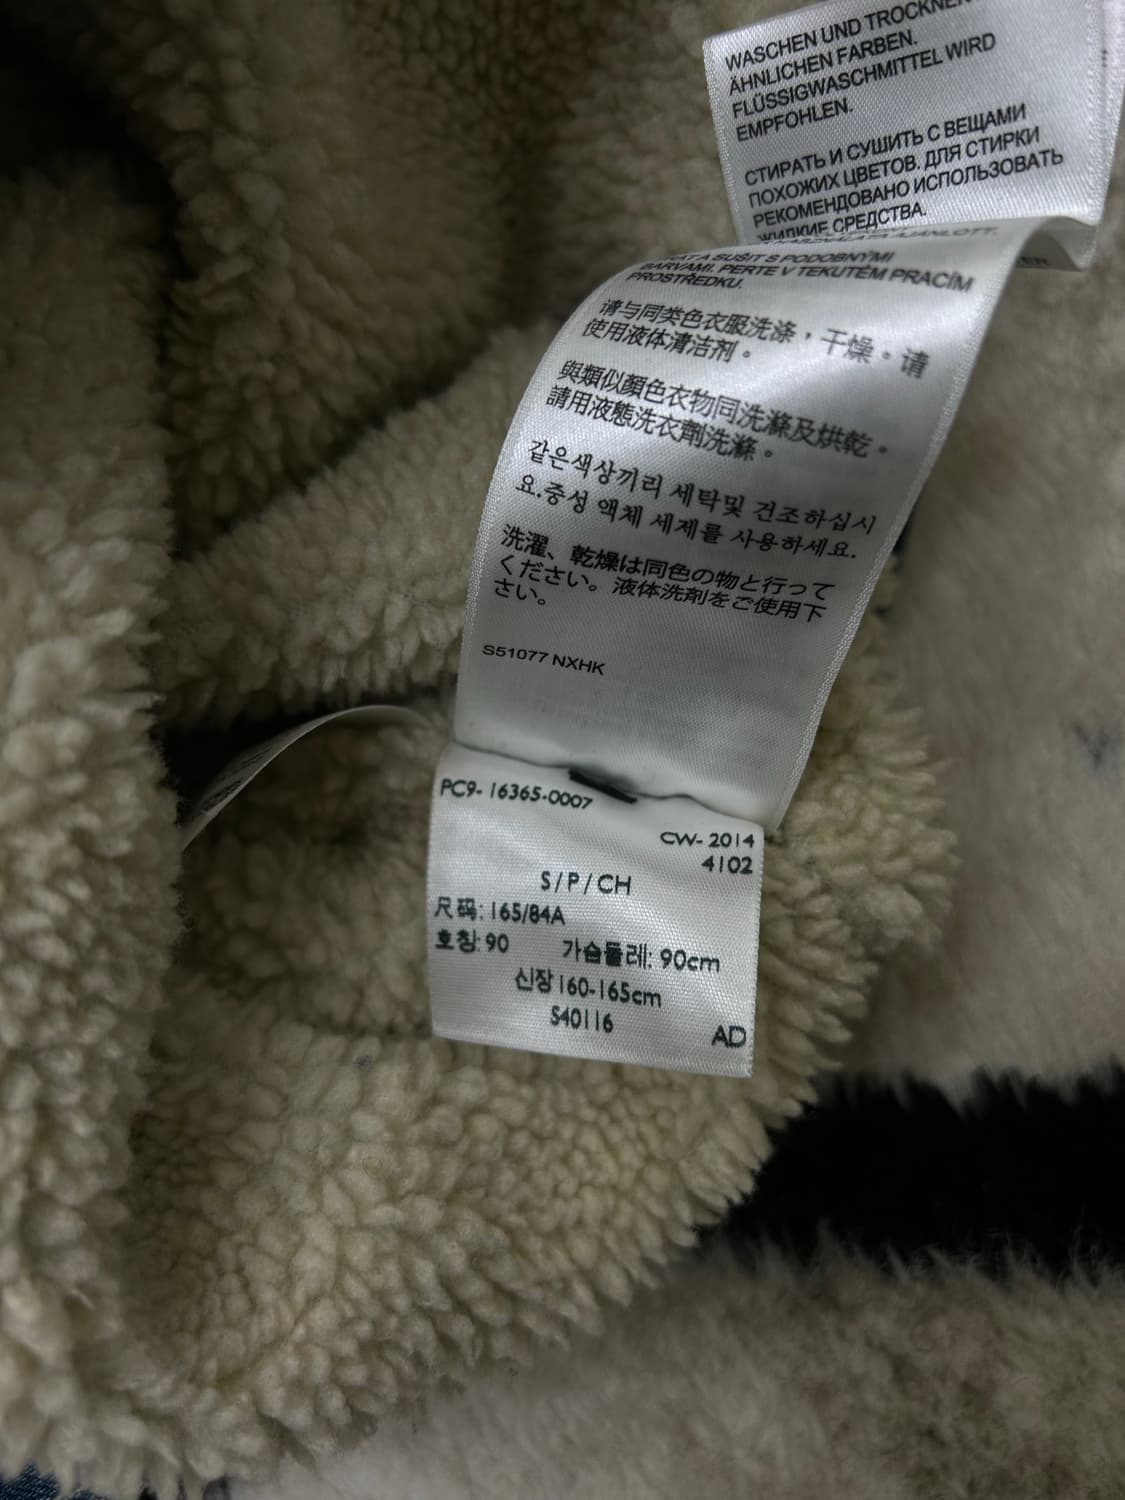 WASCHEN UND TROCKNEN
ÄHNLICHEN FARBEN.
FLÜSSIGWASCHMITTEL WIRD
EMPFOHLEN.
СТИРАТЬ И СУШИТЬ С ВЕЩАМИ
ПОХОЖИХ ЦВЕТОВ. ДЛЯ СТИРКИ
РЕКОМЕНДОВАНО ИСПОЛЬЗОВАТЬ
ЖИДКИЕ СРЕДСТВА.
AJÁNLOTT.
A SUŠIT S PODOBNÝMI
BARVAMI. PERTE V TEKUTÉM PRACÍM
PROSTŘEDKU.
请与同类色衣服洗涤，干燥。请
使用液体清洁剂。
與類似顏色衣物同洗滌及烘乾。
請用液態洗衣劑洗滌。
같은색상끼리 세탁및 건조하십시
요.중성 액체 세제를 사용하세요.
洗濯、乾燥は同色の物と行って
ください。液体洗剤をご使用下
さい。
S51077 NXHK
PC9- 16365-0007
CW- 2014
4102
S/P/CH
尺码: 165/84A
호칭: 90 가슴둘레: 90cm
신장 160-165cm
S40116
AD